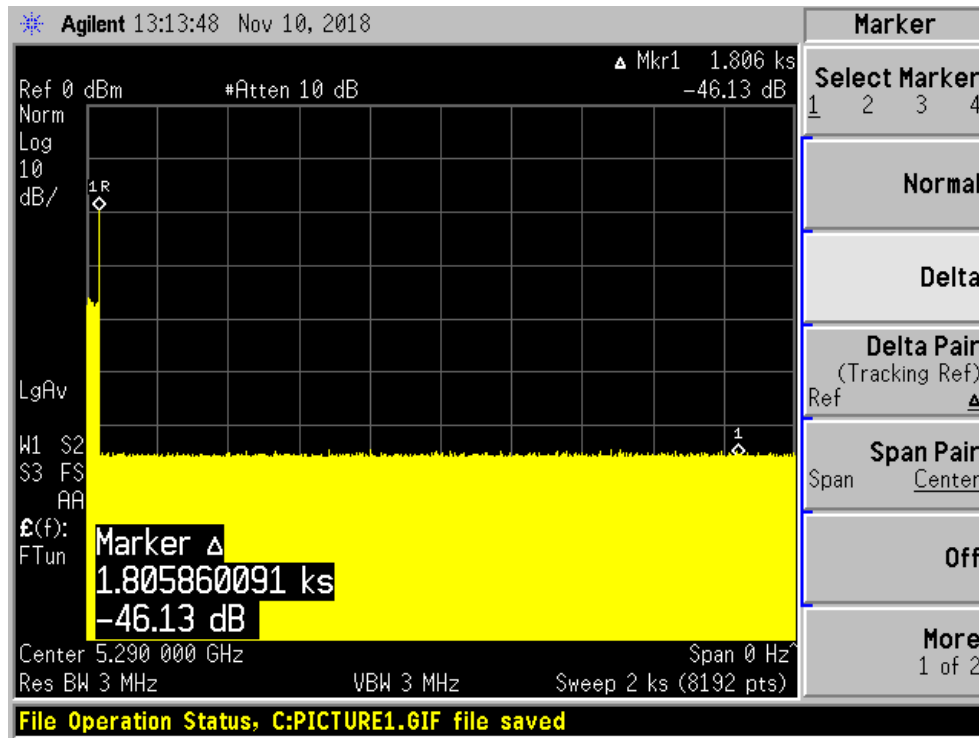 Agilent 13:13:48 Nov 10, 2018
Marker
Δ Mkr1 1.806 ks
Ref 0 dBm #Atten 10 dB -46.13 dB
Norm
Log
10
dB/
1R
LgAv
1
W1 S2
S3 FS
AA
£(f):
FTun
Marker Δ
1.805860091 ks
-46.13 dB
Center 5.290 000 GHz Span 0 Hz^
Res BW 3 MHz VBW 3 MHz Sweep 2 ks (8192 pts)
Select Marker
1 2 3 4
Normal
Delta
Delta Pair
(Tracking Ref)
Ref Δ
Span Pair
Span Center
Off
More
1 of 2
File Operation Status, C:PICTURE1.GIF file saved